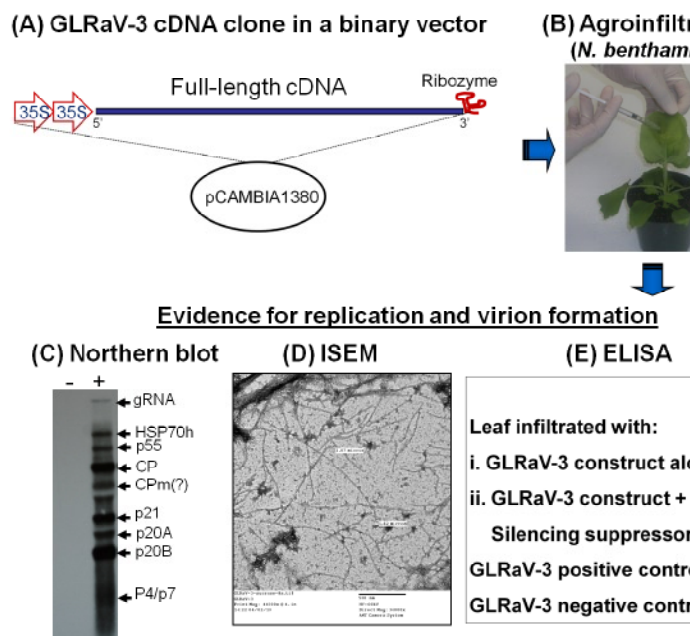 (A) GLRaV-3 cDNA clone in a binary vector
(B) Agroinfiltr
(N. bentham
Full-length cDNA
Ribozyme
35S 35S
5'
3'
pCAMBIA1380
Evidence for replication and virion formation
(C) Northern blot
(D) ISEM
(E) ELISA
- +
gRNA
HSP70h
p55
CP
CPm(?)
p21
p20A
p20B
P4/p7
Leaf infiltrated with:
i. GLRaV-3 construct alo
ii. GLRaV-3 construct +
Silencing suppressor
GLRaV-3 positive contro
GLRaV-3 negative contr